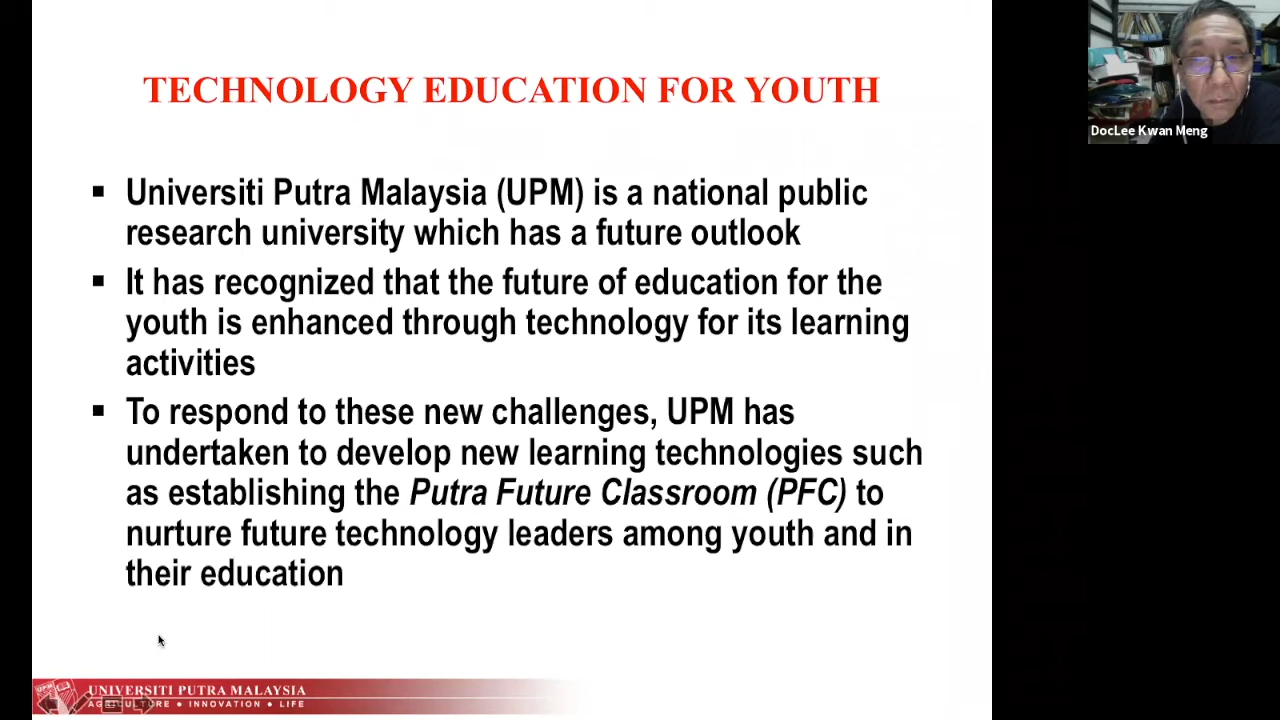 TECHNOLOGY EDUCATION FOR YOUTH
DocLee Kwan Meng
▪ Universiti Putra Malaysia (UPM) is a national public
research university which has a future outlook
▪ It has recognized that the future of education for the
youth is enhanced through technology for its learning
activities
▪ To respond to these new challenges, UPM has
undertaken to develop new learning technologies such
as establishing the Putra Future Classroom (PFC) to
nurture future technology leaders among youth and in
their education
UPM
UNIVERSITI PUTRA MALAYSIA
AGRICULTURE ● INNOVATION ● LIFE